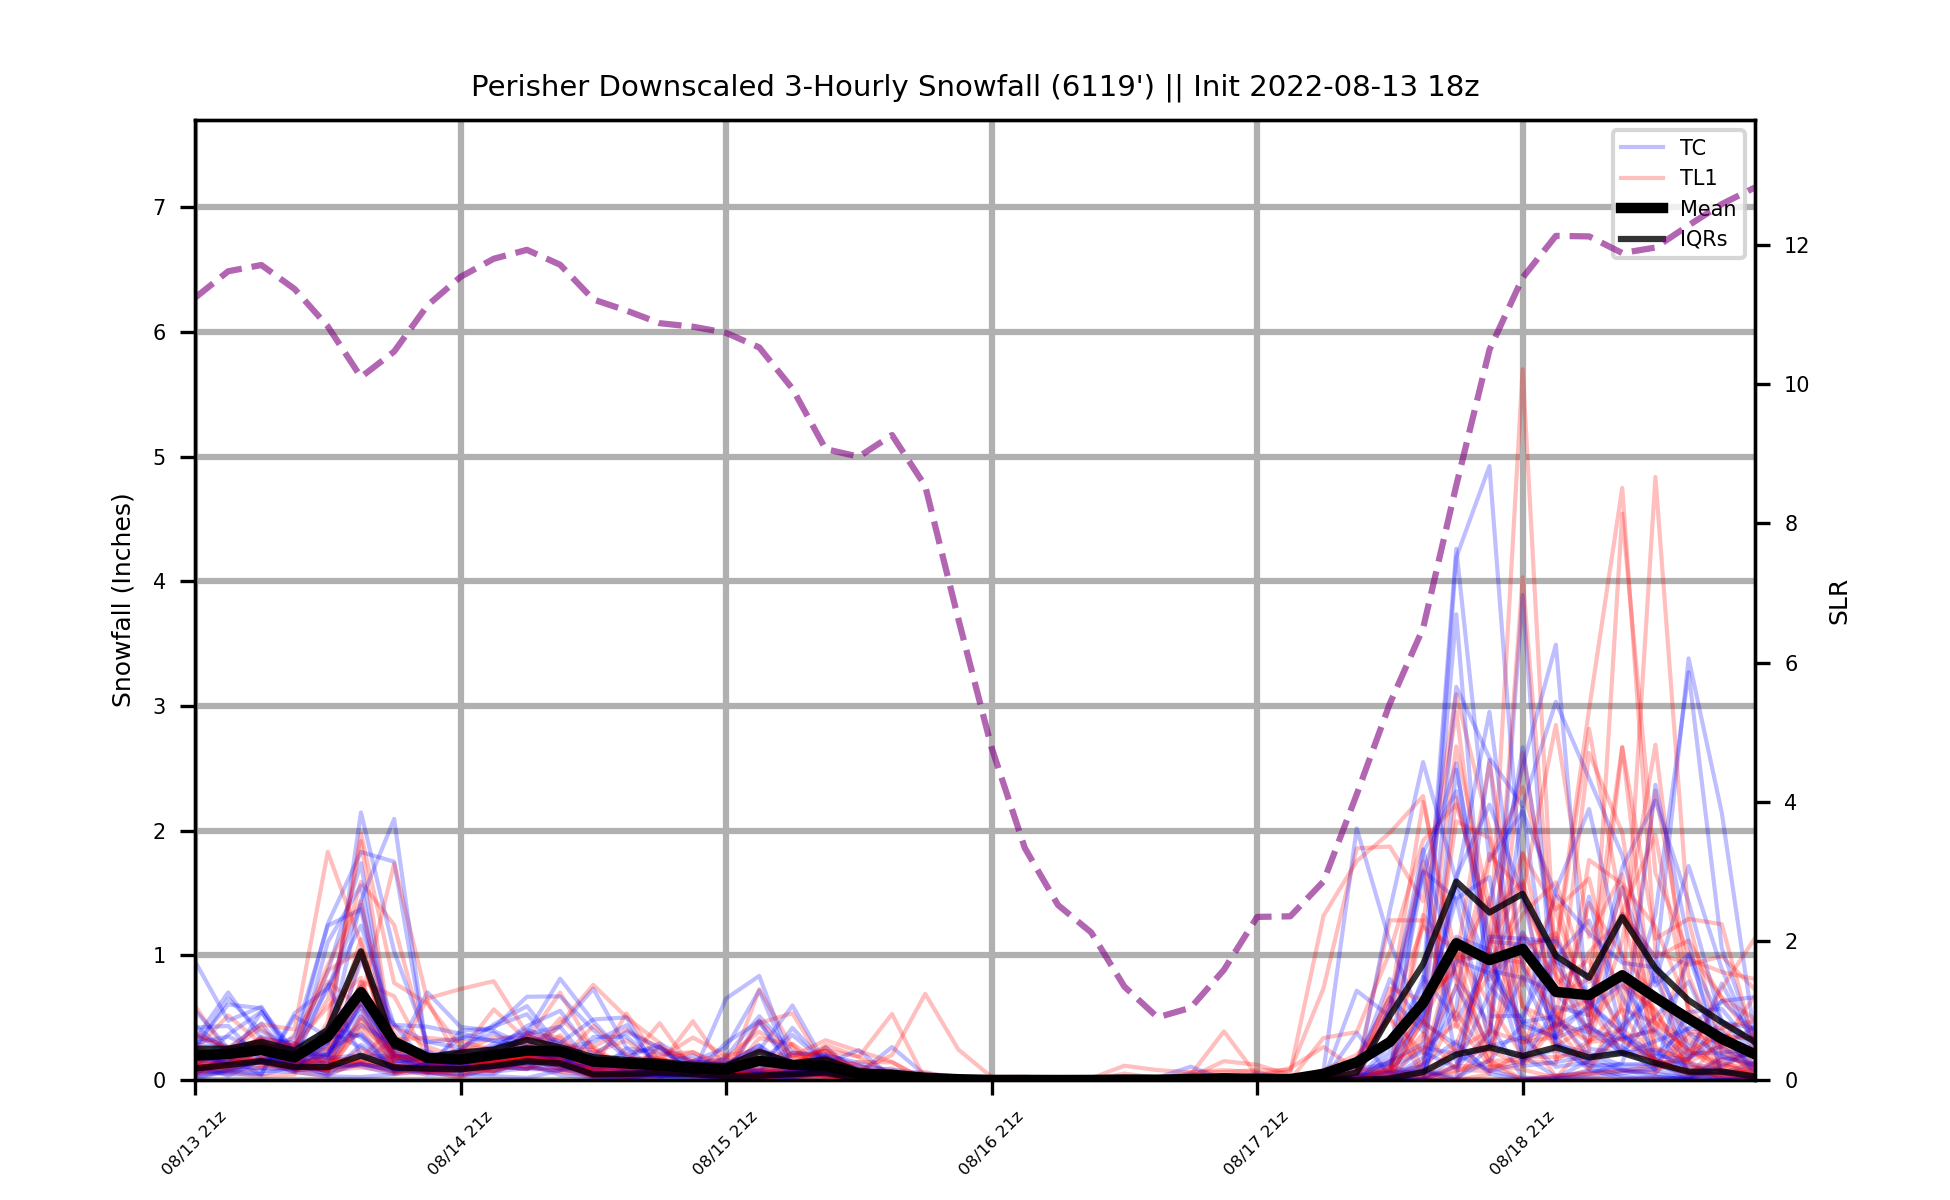 Perisher Downscaled 3-Hourly Snowfall (6119') || Init 2022-08-13 18z
TC
TL1
Mean
IQRs
Snowfall (Inches)
7
6
5
4
3
2
1
0
SLR
12
10
8
6
4
2
0
08/13 21z
08/14 21z
08/15 21z
08/16 21z
08/17 21z
08/18 21z